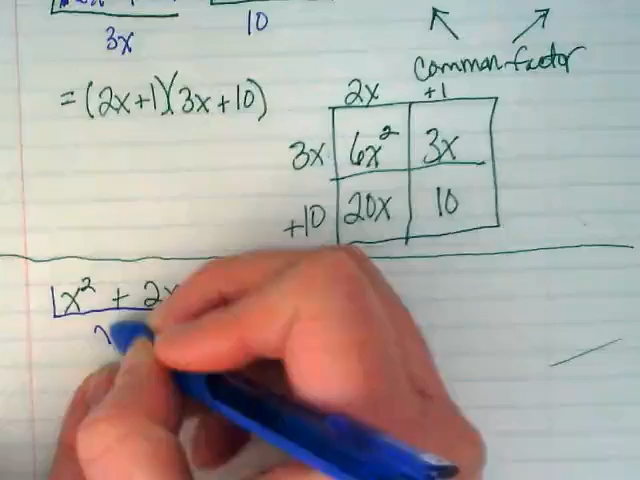 3x
10
Common factor
= (2x+1)(3x+10)
2x +1
3x 6x² 3x
+10 20x 10
x² + 2x